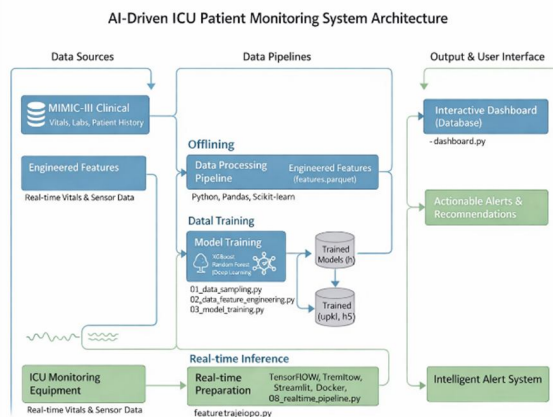 AI-Driven ICU Patient Monitoring System Architecture
Data Sources
Data Pipelines
Output & User Interface
MIMIC-III Clinical
Vitals, Labs, Patient History
Engineered Features
Real-time Vitals & Sensor Data
Offlining
Data Processing
Pipeline
Engineered Features
(features.parquet)
Python, Pandas, Scikit-learn
Datal Training
Model Training
XGBoost
Random Forest
Deep Learning
01_data_sampling.py
02_data_feature_engineering.py
03_model_training.py
Trained
Models (h)
Trained
(upkl, h5)
Interactive Dashboard
(Database)
- dashboard.py
Actionable Alerts &
Recommendations
Real-time Inference
ICU Monitoring
Equipment
Real-time Vitals & Sensor Data
Real-time
Preparation
TensorFlOW/, Tremltow,
Streamlit, Docker,
08_realtime_pipeline.py
featuretrajeiopo.py
Intelligent Alert System